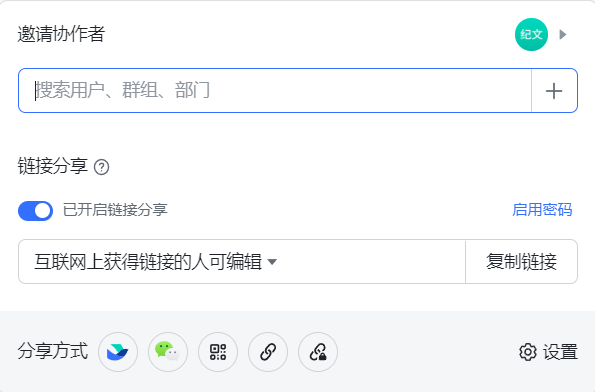 邀请协作者
纪文
搜索用户、群组、部门
链接分享
已开启链接分享 启用密码
互联网上获得链接的人可编辑 复制链接
分享方式 设置